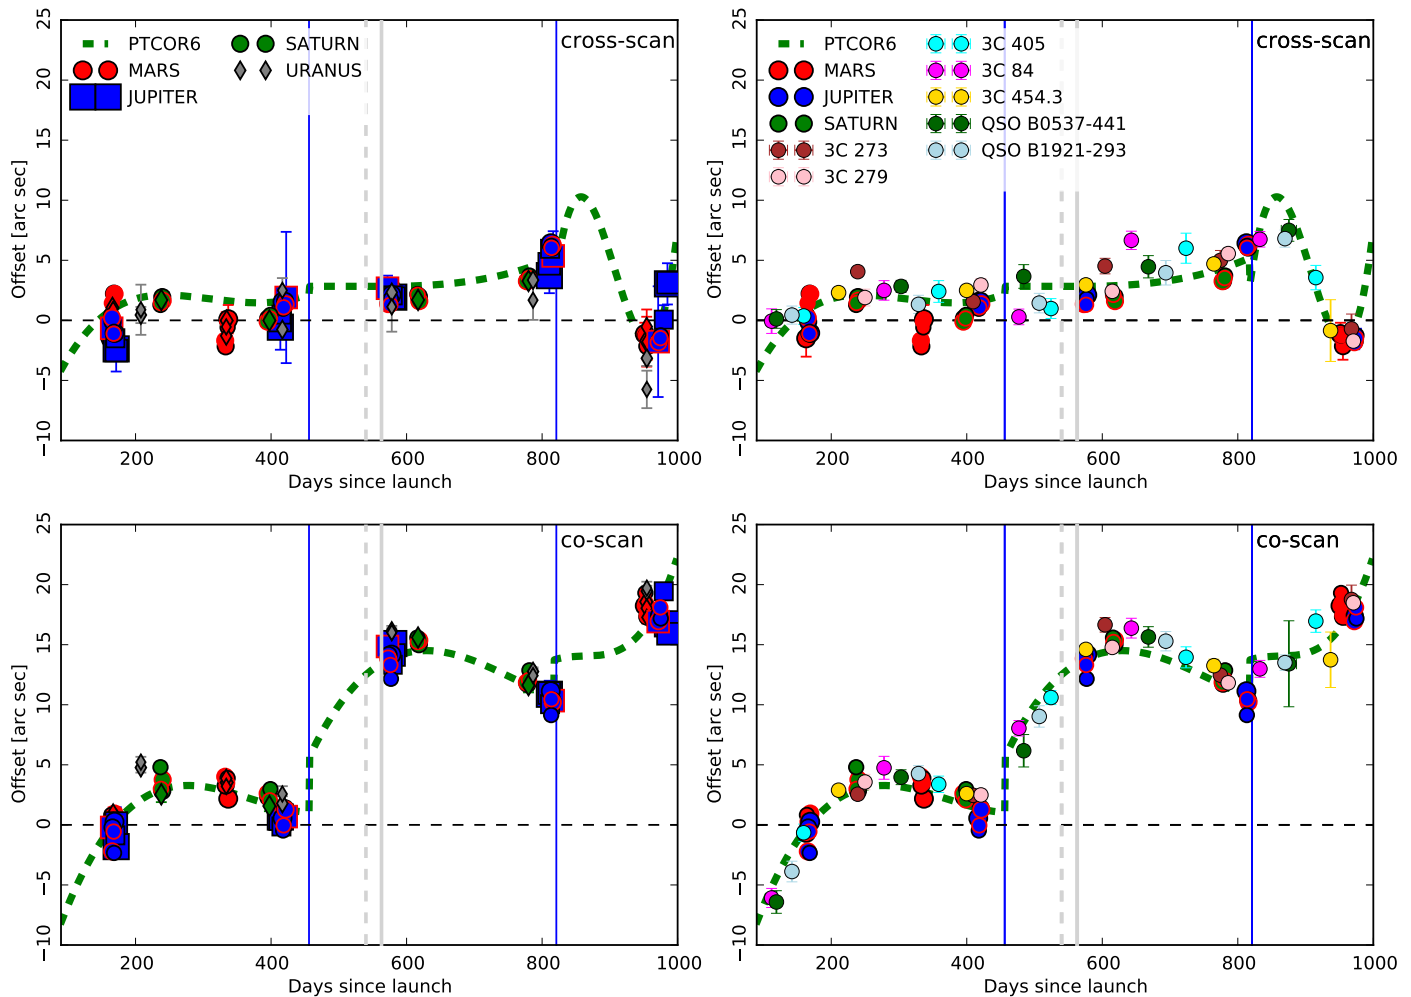 cross-scan
PTCOR6
MARS
JUPITER
SATURN
URANUS
25
20
15
10
5
0
−5
−10
Offset [arc sec]
200
400
600
800
1000
Days since launch
cross-scan
PTCOR6
MARS
JUPITER
SATURN
3C 273
3C 279
3C 405
3C 84
3C 454.3
QSO B0537-441
QSO B1921-293
25
20
15
10
5
0
−5
−10
Offset [arc sec]
200
400
600
800
1000
Days since launch
co-scan
25
20
15
10
5
0
−5
−10
Offset [arc sec]
200
400
600
800
1000
Days since launch
co-scan
25
20
15
10
5
0
−5
−10
Offset [arc sec]
200
400
600
800
1000
Days since launch